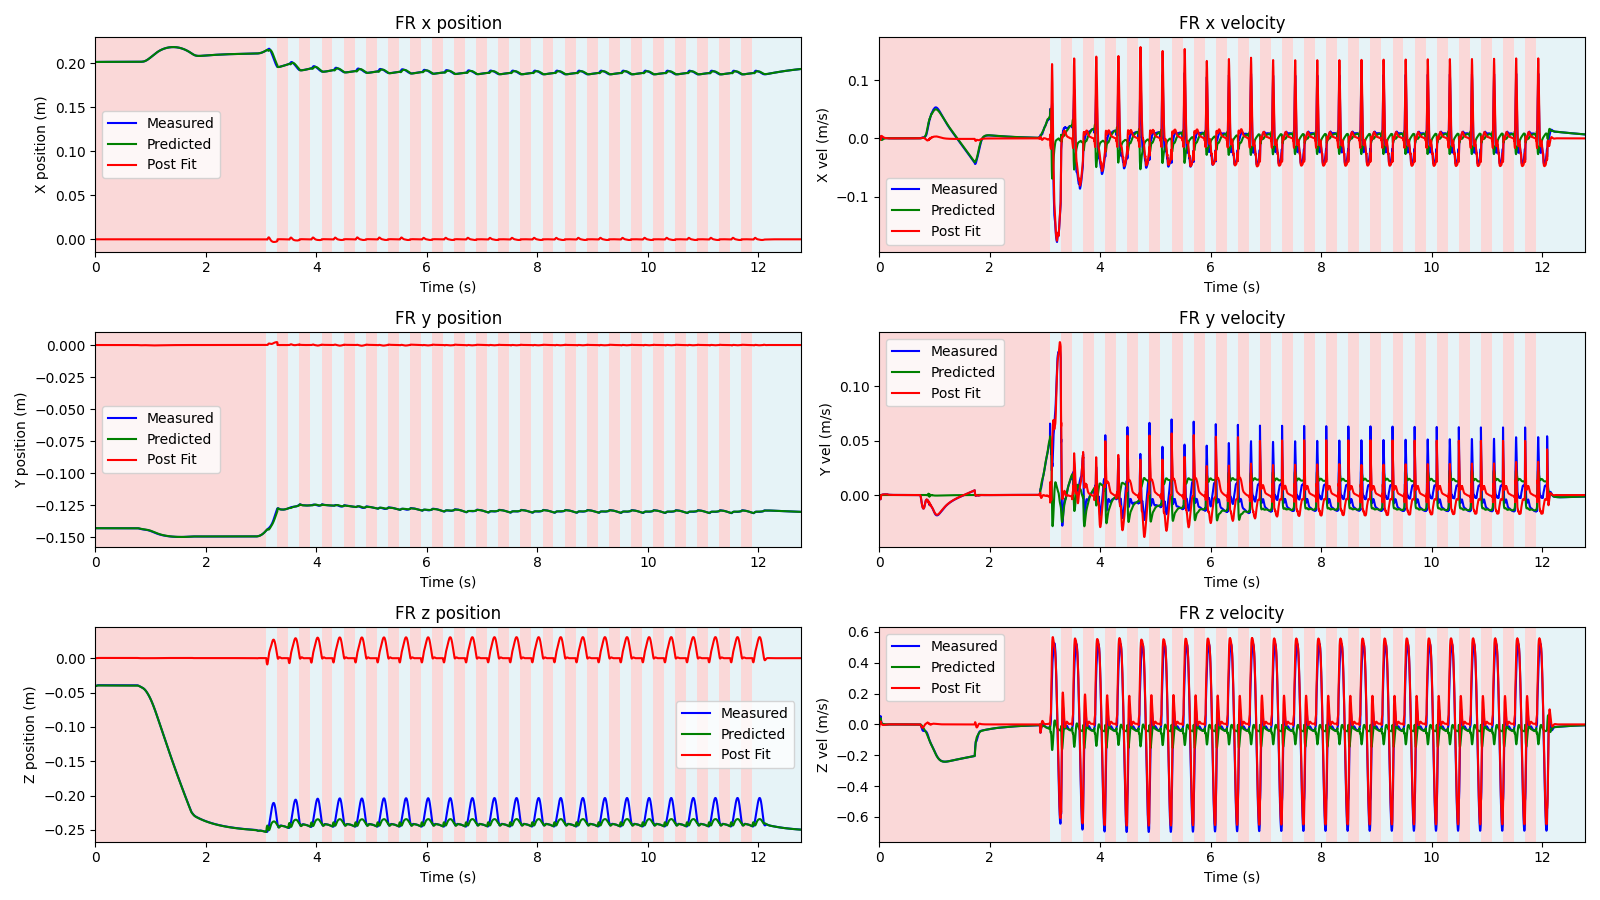 FR x position
X position (m)
0.20
0.15
0.10
0.05
0.00
Measured
Predicted
Post Fit
0 2 4 6 8 10 12
Time (s)
FR x velocity
X vel (m/s)
0.1
0.0
−0.1
Measured
Predicted
Post Fit
0 2 4 6 8 10 12
Time (s)
FR y position
Y position (m)
0.000
−0.025
−0.050
−0.075
−0.100
−0.125
−0.150
Measured
Predicted
Post Fit
0 2 4 6 8 10 12
Time (s)
FR y velocity
Y vel (m/s)
0.10
0.05
0.00
Measured
Predicted
Post Fit
0 2 4 6 8 10 12
Time (s)
FR z position
Z position (m)
0.00
−0.05
−0.10
−0.15
−0.20
−0.25
Measured
Predicted
Post Fit
0 2 4 6 8 10 12
Time (s)
FR z velocity
Z vel (m/s)
0.6
0.4
0.2
0.0
−0.2
−0.4
−0.6
Measured
Predicted
Post Fit
0 2 4 6 8 10 12
Time (s)